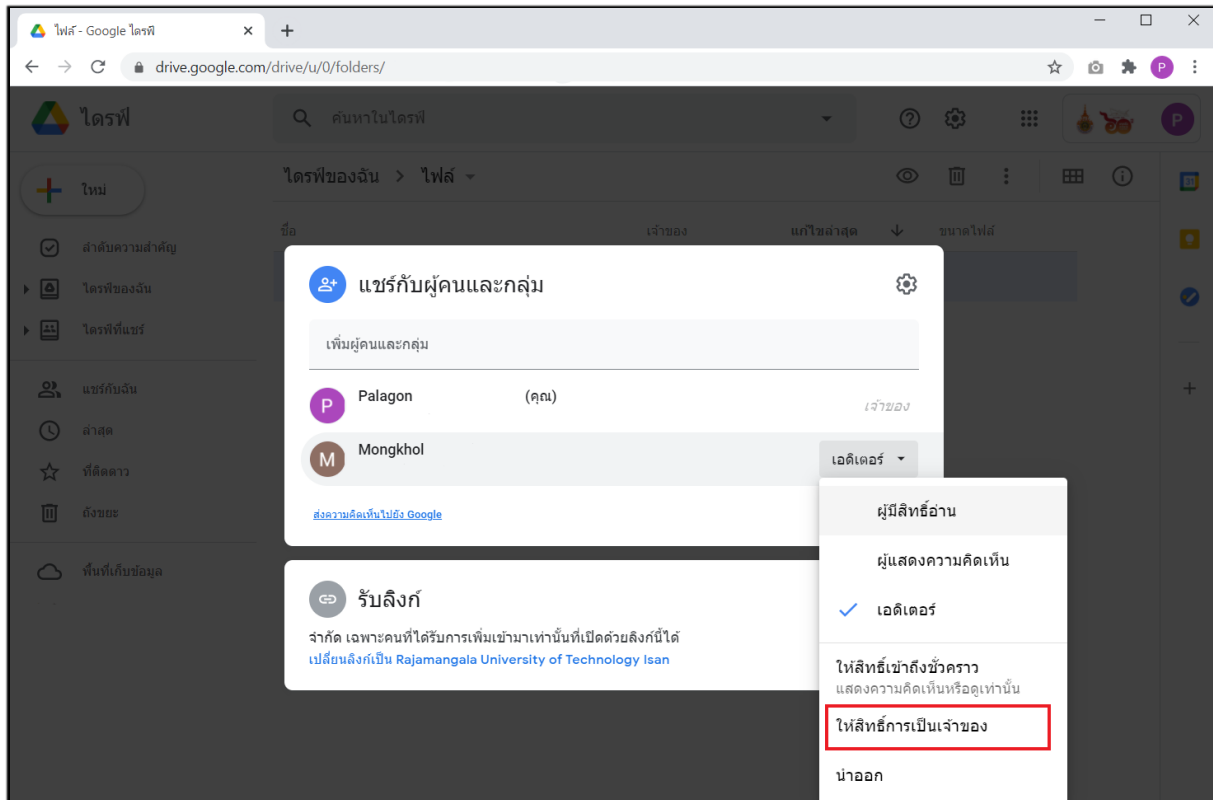 ไฟล์ - Google ไดรฟ์
drive.google.com/drive/u/0/folders/
P
ไดรฟ์
ค้นหาในไดรฟ์
P
ใหม่
ไดรฟ์ของฉัน > ไฟล์
ชื่อ เจ้าของ แก้ไขล่าสุด ขนาดไฟล์
ลำดับความสำคัญ
ไดรฟ์ของฉัน
ไดรฟ์ที่แชร์
แชร์กับฉัน
ล่าสุด
ที่ติดดาว
ถังขยะ
พื้นที่เก็บข้อมูล
31
แชร์กับผู้คนและกลุ่ม
เพิ่มผู้คนและกลุ่ม
P Palagon (คุณ) เจ้าของ
M Mongkhol เอดิเตอร์
ส่งความคิดเห็นไปยัง Google
รับลิงก์
จำกัด เฉพาะคนที่ได้รับการเพิ่มเข้ามาเท่านั้นที่เปิดด้วยลิงก์นี้ได้
เปลี่ยนลิงก์เป็น Rajamangala University of Technology Isan
ผู้มีสิทธิ์อ่าน
ผู้แสดงความคิดเห็น
เอดิเตอร์
ให้สิทธิ์เข้าถึงชั่วคราว
แสดงความคิดเห็นหรือดูเท่านั้น
ให้สิทธิ์การเป็นเจ้าของ
นำออก